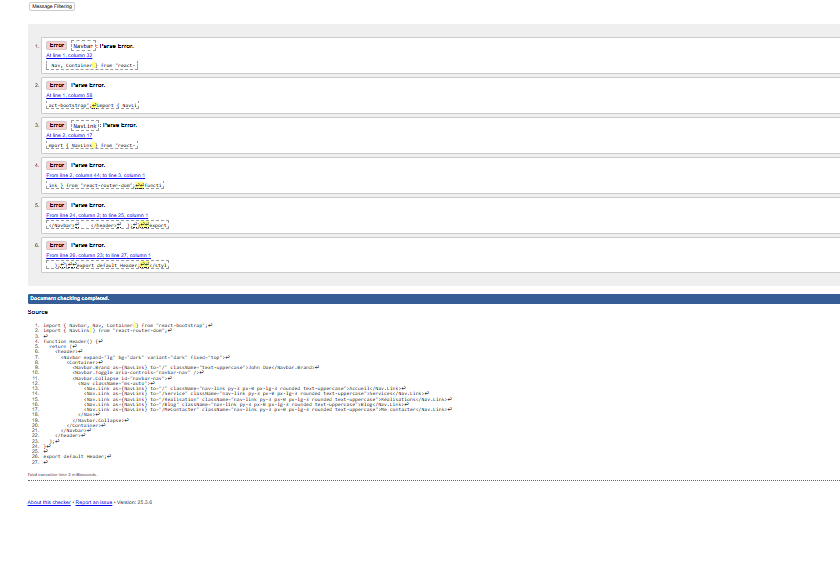 Message Filtering
1. Error Navbar : Parse Error.
At line 1, column 32
Nav, Container } from "react-
2. Error Parse Error.
At line 1, column 58
act-bootstrap";↩import { NavLi
3. Error NavLink : Parse Error.
At line 2, column 17
mport { NavLink } from "react-
4. Error Parse Error.
From line 2, column 44; to line 3, column 1
ink } from "react-router-dom";↩↩functi
5. Error Parse Error.
From line 24, column 2; to line 25, column 1
</Navbar>↩ </header>↩ );↩}↩↩export
6. Error Parse Error.
From line 26, column 23; to line 27, column 1
export default Header;↩↩</styl
Document checking completed.
Source
1. import { Navbar, Nav, Container } from "react-bootstrap";↩
2. import { NavLink } from "react-router-dom";↩
3. ↩
4. function Header() {↩
5. return (↩
6. <header>↩
7. <Navbar expand="lg" bg="dark" variant="dark" fixed="top">↩
8. <Container>↩
9. <Navbar.Brand as={NavLink} to="/" className="text-uppercase">John Doe</Navbar.Brand>↩
10. <Navbar.Toggle aria-controls="navbar-nav" />↩
11. <Navbar.Collapse id="navbar-nav">↩
12. <Nav className="ms-auto">↩
13. <Nav.Link as={NavLink} to="/" className="nav-link py-3 px-0 px-lg-3 rounded text-uppercase">Accueil</Nav.Link>↩
14. <Nav.Link as={NavLink} to="/Service" className="nav-link py-3 px-0 px-lg-3 rounded text-uppercase">Services</Nav.Link>↩
15. <Nav.Link as={NavLink} to="/Realisation" className="nav-link py-3 px-0 px-lg-3 rounded text-uppercase">Réalisations</Nav.Link>↩
16. <Nav.Link as={NavLink} to="/Blog" className="nav-link py-3 px-0 px-lg-3 rounded text-uppercase">Blog</Nav.Link>↩
17. <Nav.Link as={NavLink} to="/MeContacter" className="nav-link py-3 px-0 px-lg-3 rounded text-uppercase">Me contacter</Nav.Link>↩
18. </Nav>↩
19. </Navbar.Collapse>↩
20. </Container>↩
21. </Navbar>↩
22. </header>↩
23. );↩
24. }↩
25. ↩
26. export default Header;↩
27. ↩
Total execution time 3 milliseconds.
About this checker • Report an issue • Version: 25.3.6